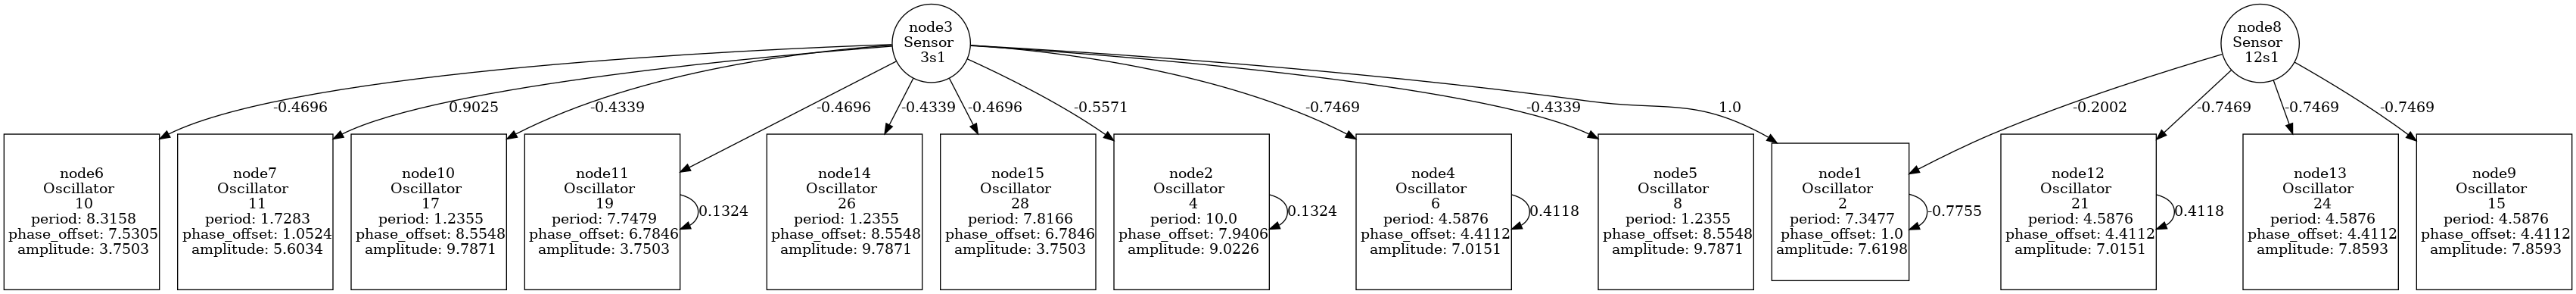 node3
Sensor
3s1
node8
Sensor
12s1
-0.4696
0.9025
-0.4339
-0.4696
-0.4339
-0.4696
-0.5571
-0.7469
-0.4339
1.0
-0.2002
-0.7469
-0.7469
-0.7469
node6
Oscillator
10
period: 8.3158
phase_offset: 7.5305
amplitude: 3.7503
node7
Oscillator
11
period: 1.7283
phase_offset: 1.0524
amplitude: 5.6034
node10
Oscillator
17
period: 1.2355
phase_offset: 8.5548
amplitude: 9.7871
node11
Oscillator
19
period: 7.7479
phase_offset: 6.7846
amplitude: 3.7503
0.1324
node14
Oscillator
26
period: 1.2355
phase_offset: 8.5548
amplitude: 9.7871
node15
Oscillator
28
period: 7.8166
phase_offset: 6.7846
amplitude: 3.7503
node2
Oscillator
4
period: 10.0
phase_offset: 7.9406
amplitude: 9.0226
0.1324
node4
Oscillator
6
period: 4.5876
phase_offset: 4.4112
amplitude: 7.0151
0.4118
node5
Oscillator
8
period: 1.2355
phase_offset: 8.5548
amplitude: 9.7871
node1
Oscillator
2
period: 7.3477
phase_offset: 1.0
amplitude: 7.6198
-0.7755
node12
Oscillator
21
period: 4.5876
phase_offset: 4.4112
amplitude: 7.0151
0.4118
node13
Oscillator
24
period: 4.5876
phase_offset: 4.4112
amplitude: 7.8593
node9
Oscillator
15
period: 4.5876
phase_offset: 4.4112
amplitude: 7.8593